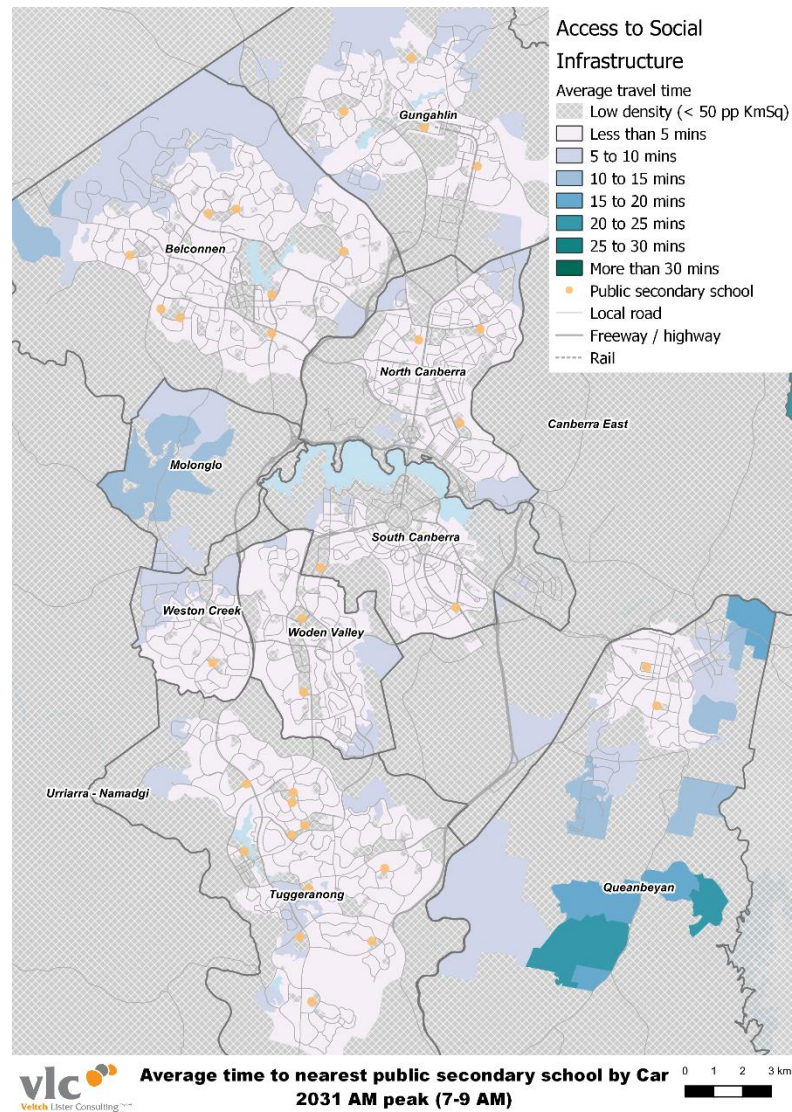 Access to Social
Infrastructure
Average travel time
Low density (< 50 pp KmSq)
Less than 5 mins
5 to 10 mins
10 to 15 mins
15 to 20 mins
20 to 25 mins
25 to 30 mins
More than 30 mins
Public secondary school
Local road
Freeway / highway
Rail
Gungahlin
Belconnen
North Canberra
Canberra East
Molonglo
South Canberra
Weston Creek
Woden Valley
Urriarra - Namadgi
Queanbeyan
Tuggeranong
vlc
Veitch Lister Consulting
Average time to nearest public secondary school by Car
2031 AM peak (7-9 AM)
0 1 2 3 km